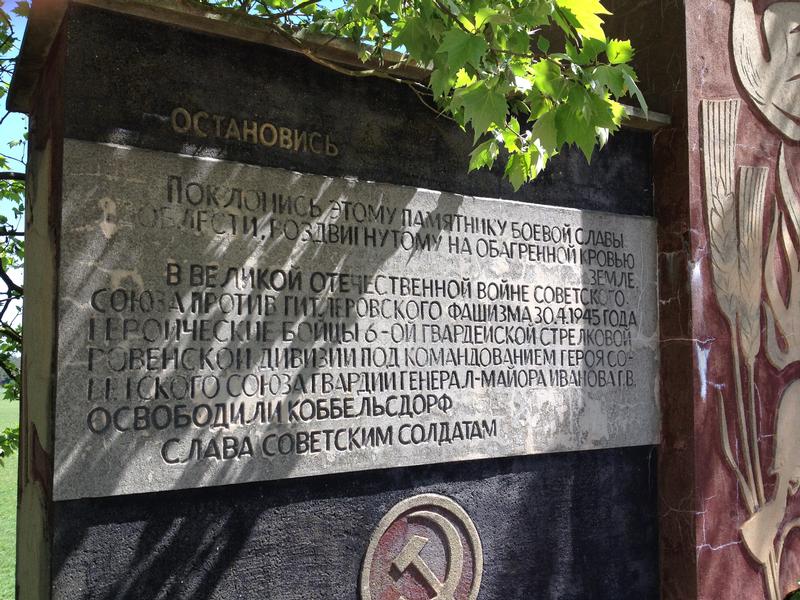 ОСТАНОВИСЬ
ПОКЛОНИСЬ ЭТОМУ ПАМЯТНИКУ БОЕВОЙ СЛАВЫ
ДОБЛЕСТИ, ВОЗДВИГНУТОМУ НА ОБАГРЕННОЙ КРОВЬЮ
ЗЕМЛЕ
В ВЕЛИКОЙ ОТЕЧЕСТВЕННОЙ ВОЙНЕ СОВЕТСКОГО
СОЮЗА ПРОТИВ ГИТЛЕРОВСКОГО ФАШИЗМА 30.4.1945 ГОДА
ГЕРОИЧЕСКИЕ БОЙЦЫ 6-ОЙ ГВАРДЕЙСКОЙ СТРЕЛКОВОЙ
РОВЕНСКОЙ ДИВИЗИИ ПОД КОМАНДОВАНИЕМ ГЕРОЯ СО-
ВЕТСКОГО СОЮЗА ГВАРДИИ ГЕНЕРАЛ-МАЙОРА ИВАНОВА Г.В.
ОСВОБОДИЛИ КОББЕЛЬСДОРФ
СЛАВА СОВЕТСКИМ СОЛДАТАМ